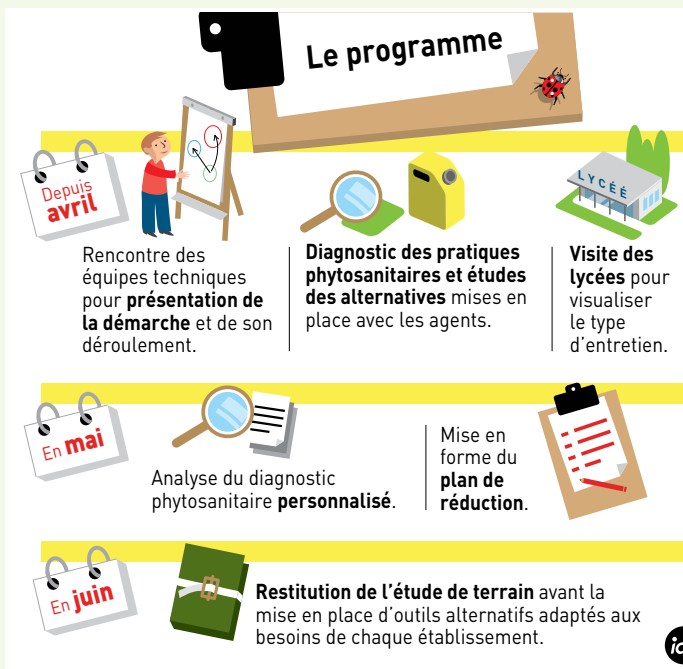 Le programme
Depuis
avril
LYCÉÉ
Rencontre des
équipes techniques
pour présentation de
la démarche et de son
déroulement.
Diagnostic des pratiques
phytosanitaires et études
des alternatives mises en
place avec les agents.
Visite des
lycées pour
visualiser
le type
d'entretien.
En mai
Analyse du diagnostic
phytosanitaire personnalisé.
Mise en
forme du
plan de
réduction.
En juin
Restitution de l'étude de terrain avant la
mise en place d'outils alternatifs adaptés aux
besoins de chaque établissement.